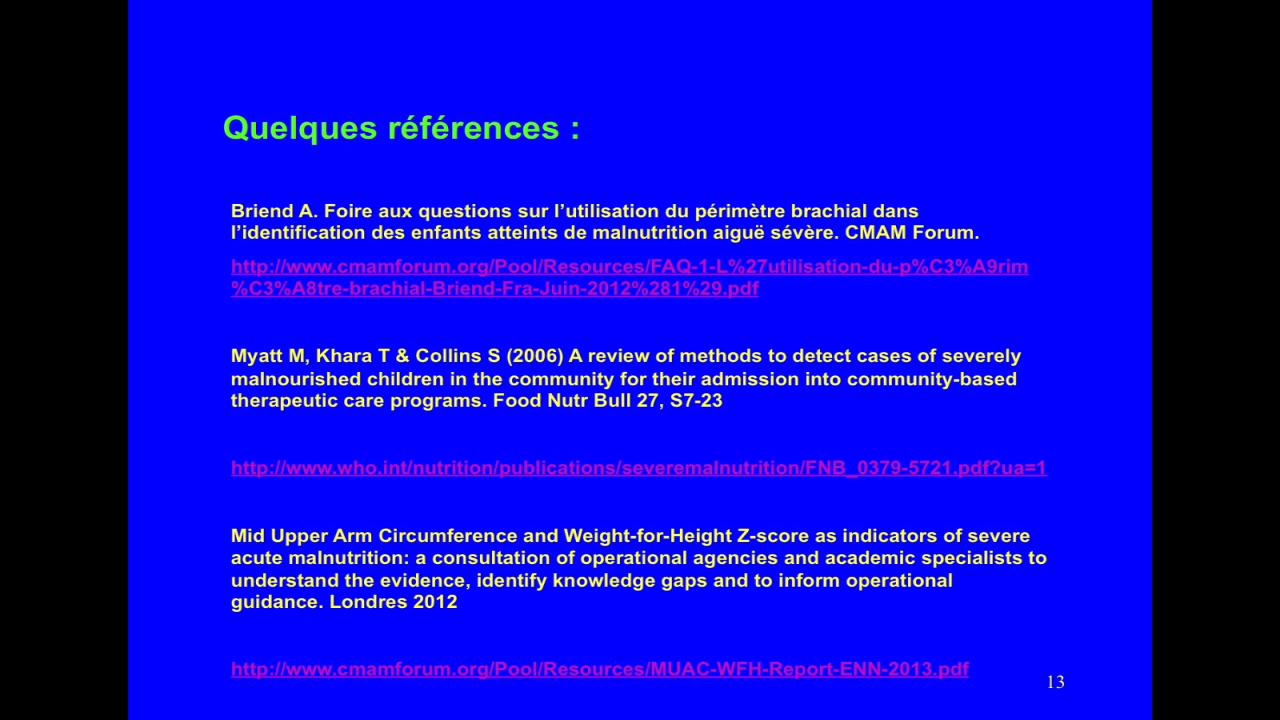 Quelques références :
Briend A. Foire aux questions sur l’utilisation du périmètre brachial dans
l’identification des enfants atteints de malnutrition aiguë sévère. CMAM Forum.
http://www.cmamforum.org/Pool/Resources/FAQ-1-L%27utilisation-du-p%C3%A9rim
%C3%A8tre-brachial-Briend-Fra-Juin-2012%281%29.pdf
Myatt M, Khara T & Collins S (2006) A review of methods to detect cases of severely
malnourished children in the community for their admission into community-based
therapeutic care programs. Food Nutr Bull 27, S7-23
http://www.who.int/nutrition/publications/severemalnutrition/FNB_0379-5721.pdf?ua=1
Mid Upper Arm Circumference and Weight-for-Height Z-score as indicators of severe
acute malnutrition: a consultation of operational agencies and academic specialists to
understand the evidence, identify knowledge gaps and to inform operational
guidance. Londres 2012
http://www.cmamforum.org/Pool/Resources/MUAC-WFH-Report-ENN-2013.pdf
13